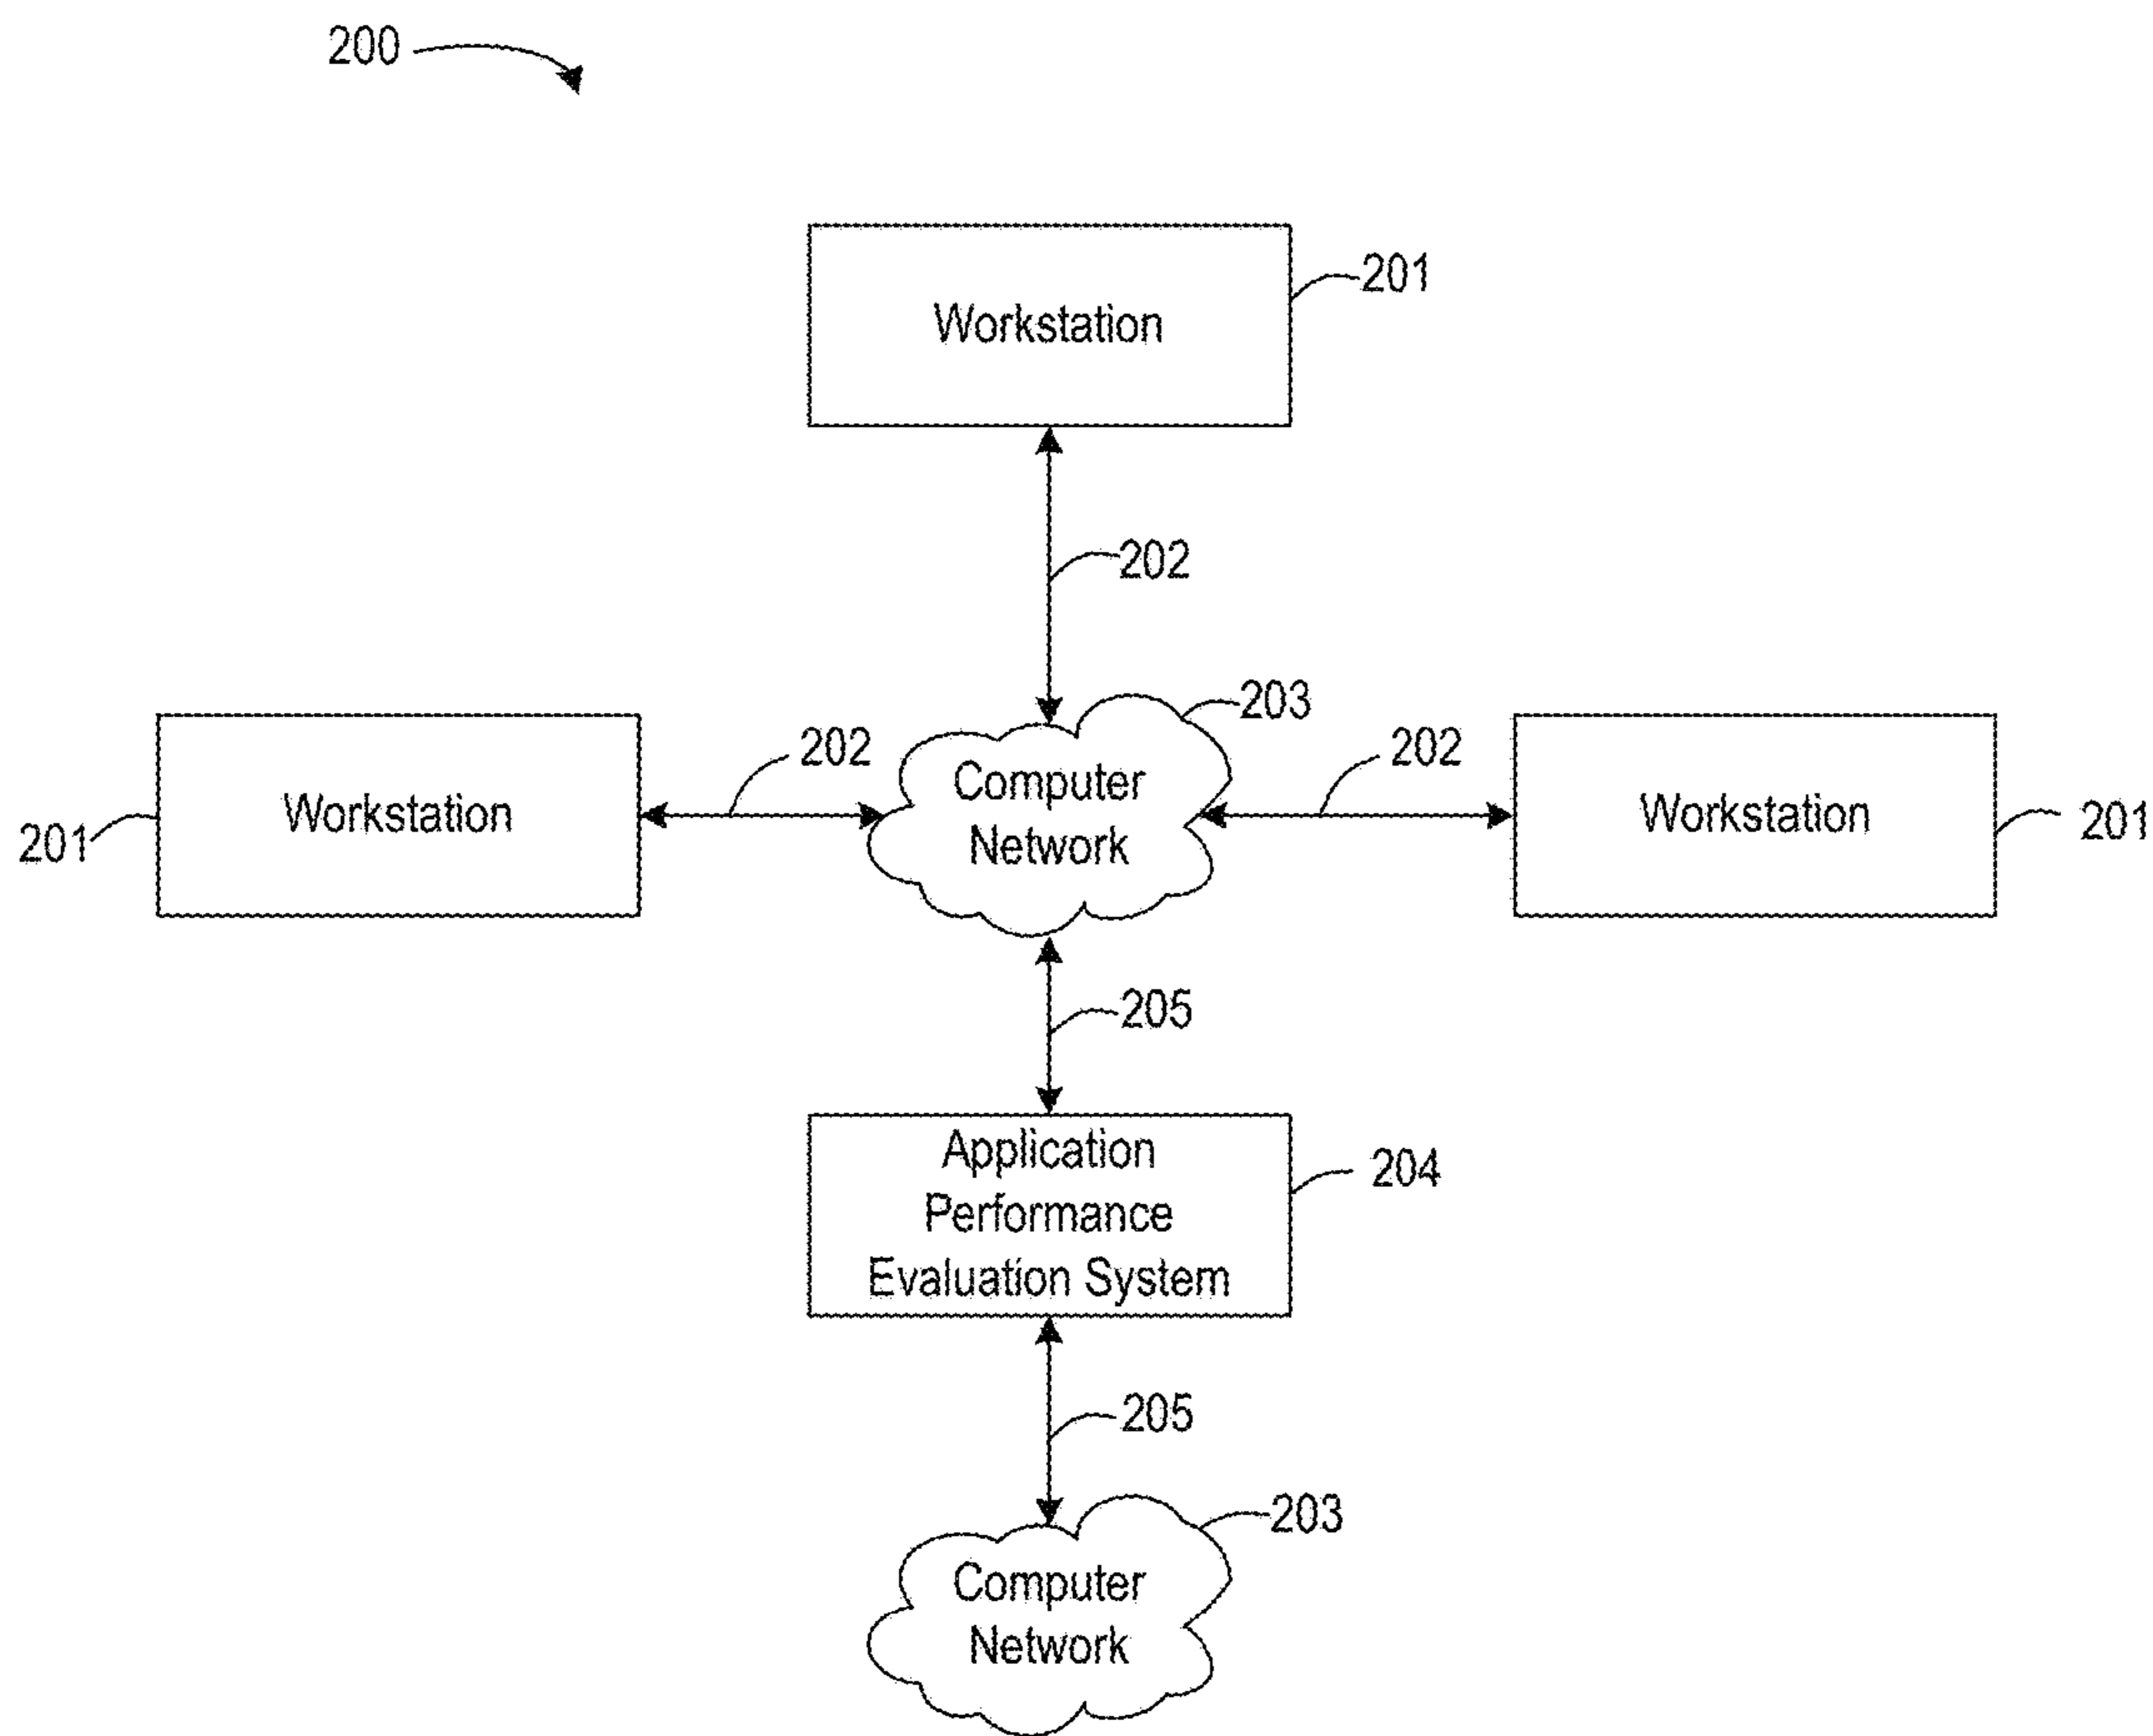 200
Workstation
201
202
203
Computer
Network
202
202
Workstation
201
Workstation
201
205
Application
Performance
Evaluation System
204
205
203
Computer
Network